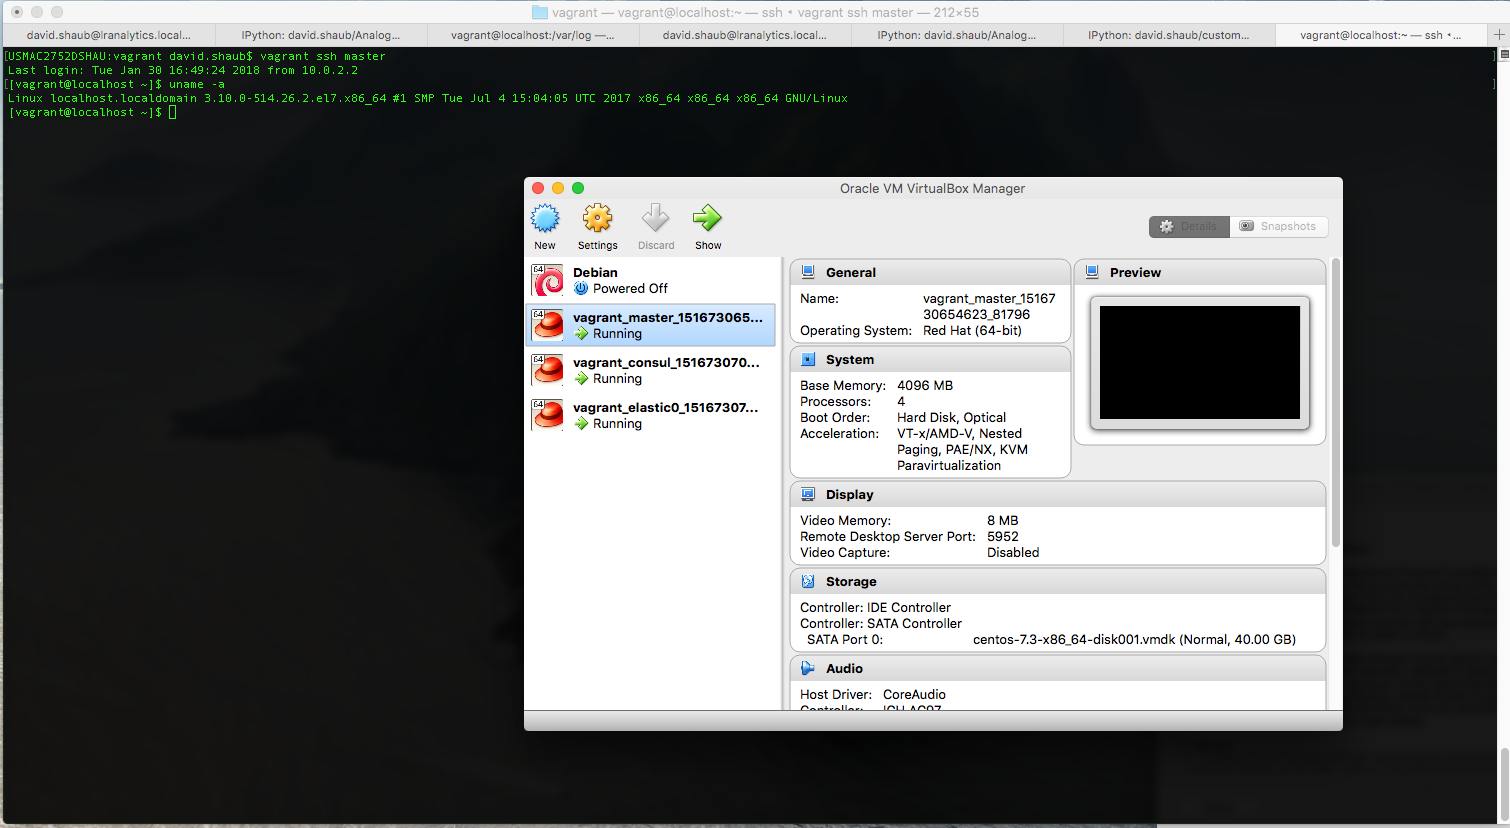 vagrant — vagrant@localhost:~ — ssh ◂ vagrant ssh master — 212×55
david.shaub@lranalytics.local... IPython: david.shaub/Analog... vagrant@localhost:/var/log —... david.shaub@lranalytics.local... IPython: david.shaub/Analog... IPython: david.shaub/custom... vagrant@localhost:~ — ssh ◂...
[USMAC2752DSHAU:vagrant david.shaub$ vagrant ssh master ]
Last login: Tue Jan 30 16:49:24 2018 from 10.0.2.2
[[vagrant@localhost ~]$ uname -a ]
Linux localhost.localdomain 3.10.0-514.26.2.el7.x86_64 #1 SMP Tue Jul 4 15:04:05 UTC 2017 x86_64 x86_64 x86_64 GNU/Linux
[vagrant@localhost ~]$
Oracle VM VirtualBox Manager
New Settings Discard Show
Details Snapshots
64 Debian
Powered Off
64 vagrant_master_151673065...
Running
64 vagrant_consul_151673070...
Running
64 vagrant_elastic0_15167307...
Running
General
Name: vagrant_master_15167
30654623_81796
Operating System: Red Hat (64-bit)
Preview
System
Base Memory: 4096 MB
Processors: 4
Boot Order: Hard Disk, Optical
Acceleration: VT-x/AMD-V, Nested
Paging, PAE/NX, KVM
Paravirtualization
Display
Video Memory: 8 MB
Remote Desktop Server Port: 5952
Video Capture: Disabled
Storage
Controller: IDE Controller
Controller: SATA Controller
SATA Port 0: centos-7.3-x86_64-disk001.vmdk (Normal, 40.00 GB)
Audio
Host Driver: CoreAudio
Controller: ICH AC97